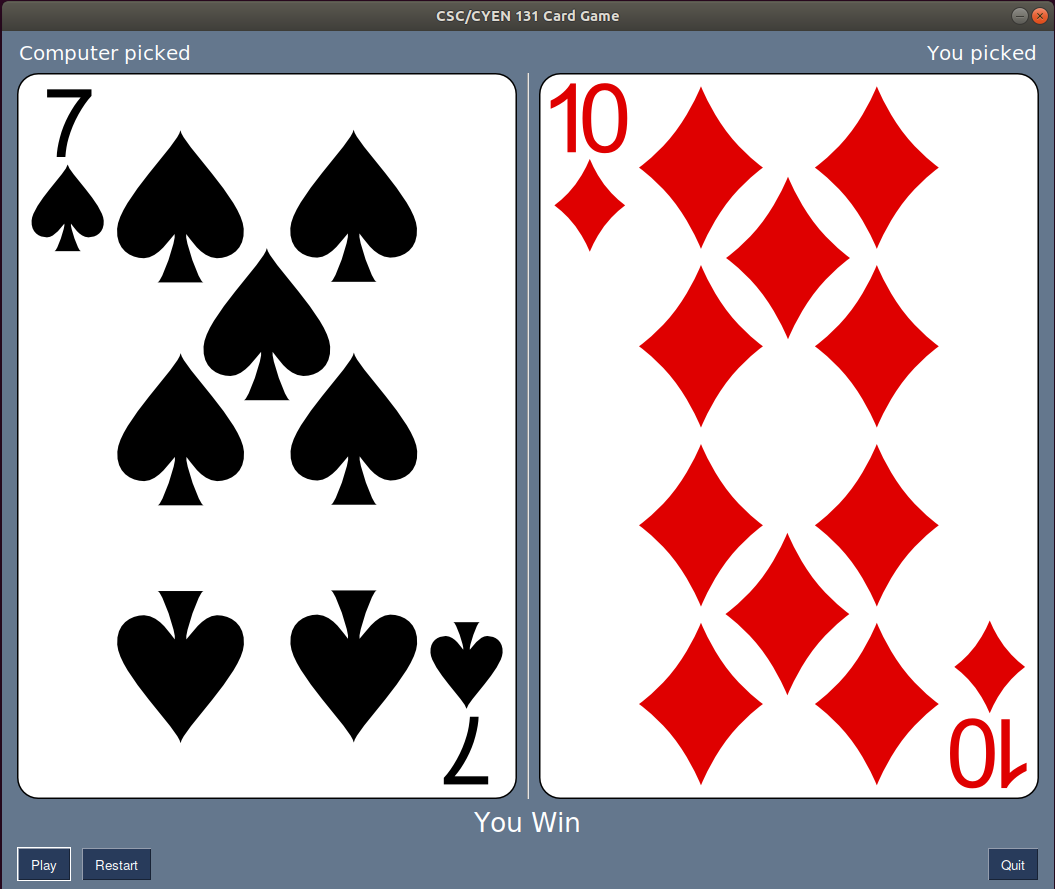 CSC/CYEN 131 Card Game
Computer picked
You picked
7
10
7
10
You Win
Play
Restart
Quit